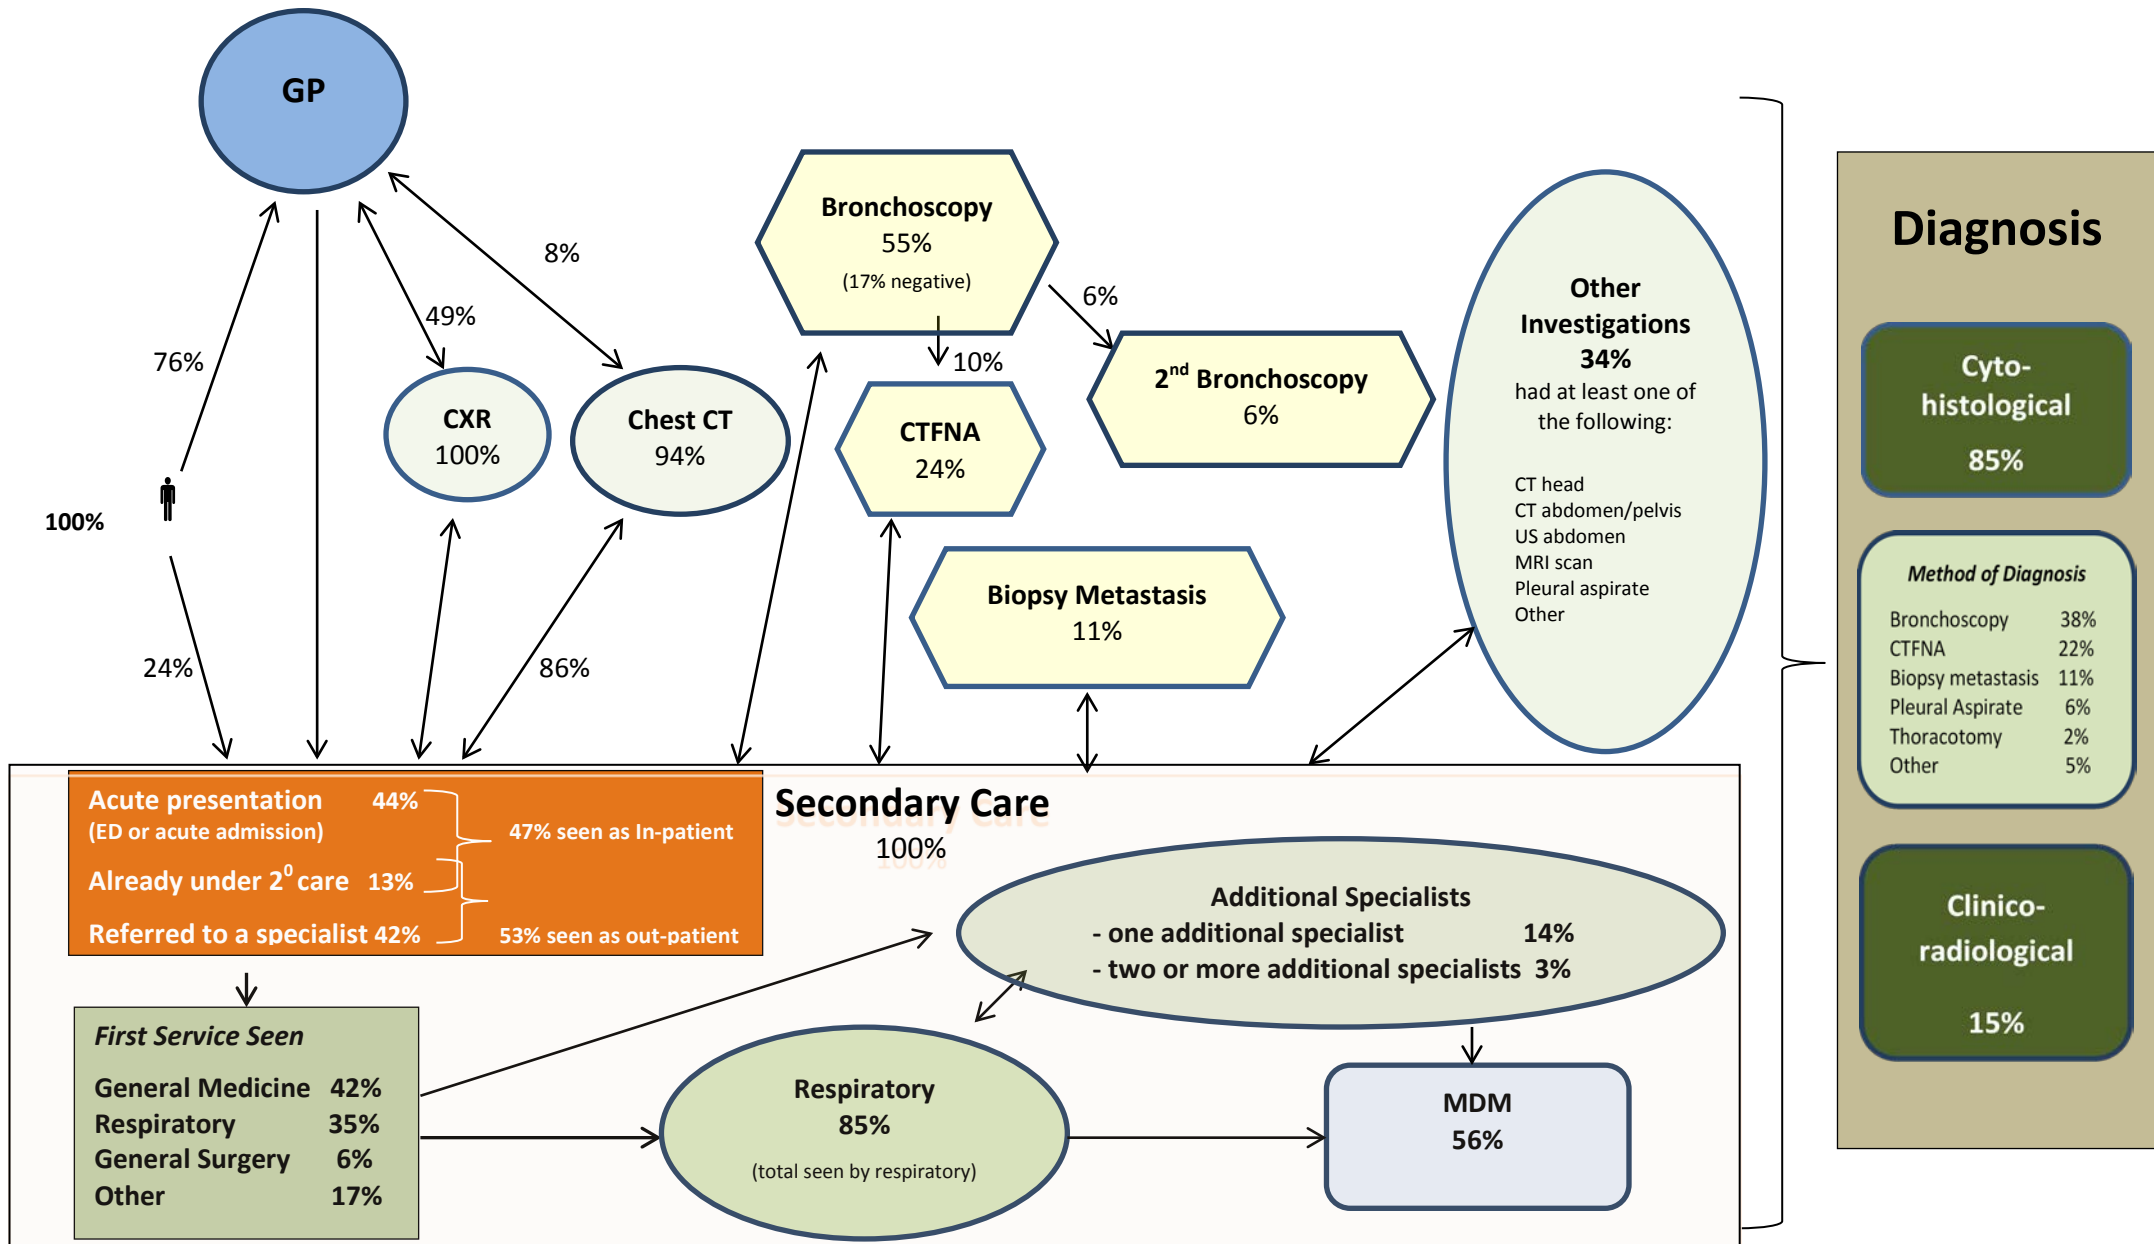 GP
76%
100%
24%
49%
8%
CXR
100%
Chest CT
94%
86%
Bronchoscopy
55%
(17% negative)
6%
10%
2nd Bronchoscopy
6%
CTFNA
24%
Biopsy Metastasis
11%
Other
Investigations
34%
had at least one of
the following:
CT head
CT abdomen/pelvis
US abdomen
MRI scan
Pleural aspirate
Other
Secondary Care
100%
Acute presentation 44%
(ED or acute admission)
47% seen as In-patient
Already under 2⁰ care 13%
Referred to a specialist 42%
53% seen as out-patient
First Service Seen
General Medicine 42%
Respiratory 35%
General Surgery 6%
Other 17%
Additional Specialists
- one additional specialist 14%
- two or more additional specialists 3%
Respiratory
85%
(total seen by respiratory)
MDM
56%
Diagnosis
Cyto-
histological
85%
Method of Diagnosis
Bronchoscopy 38%
CTFNA 22%
Biopsy metastasis 11%
Pleural Aspirate 6%
Thoracotomy 2%
Other 5%
Clinico-
radiological
15%